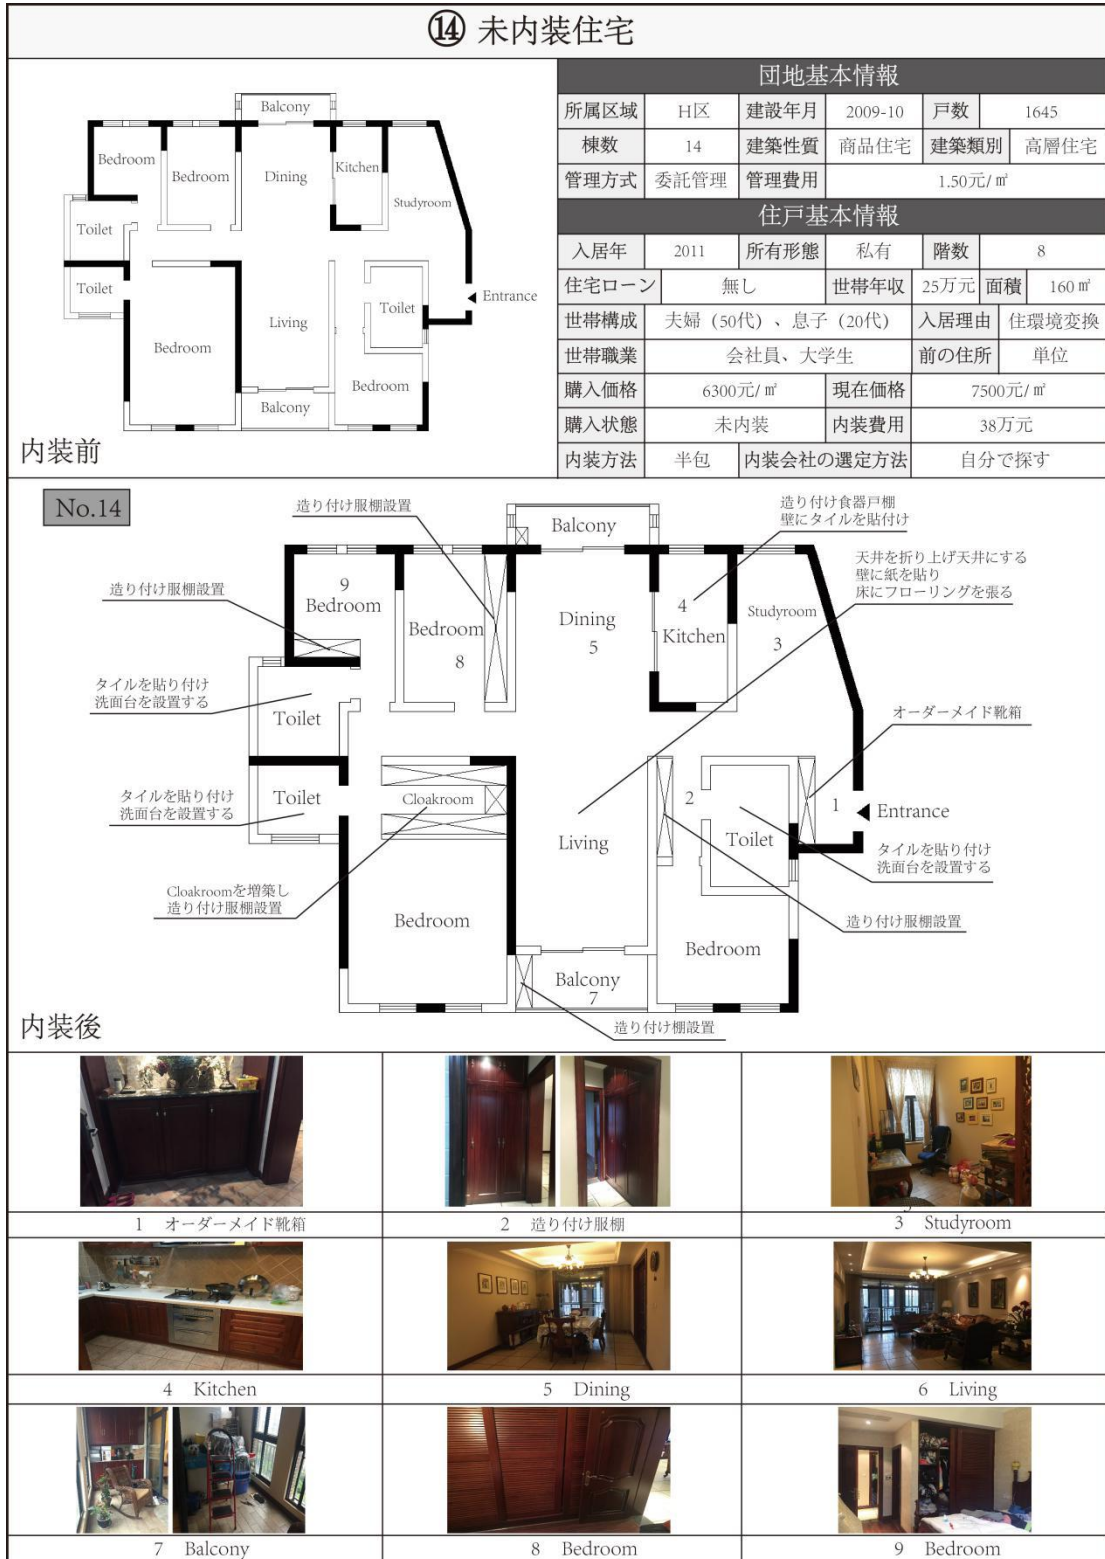 ⑭ 未内装住宅
Balcony
Bedroom
Bedroom
Dining
Kitchen
Studyroom
Toilet
Toilet
Toilet
Entrance
Living
Bedroom
Bedroom
Balcony
内装前
団地基本情報
所属区域 H区 建設年月 2009-10 戸数 1645
棟数 14 建築性質 商品住宅 建築類別 高層住宅
管理方式 委託管理 管理費用 1.50元/㎡
住戸基本情報
入居年 2011 所有形態 私有 階数 8
住宅ローン 無し 世帯年収 25万元 面積 160㎡
世帯構成 夫婦（50代）、息子（20代） 入居理由 住環境変換
世帯職業 会社員、大学生 前の住所 単位
購入価格 6300元/㎡ 現在価格 7500元/㎡
購入状態 未内装 内装費用 38万元
内装方法 半包 内装会社の選定方法 自分で探す
No.14
造り付け服棚設置
Balcony
造り付け食器戸棚
壁にタイルを貼付け
天井を折り上げ天井にする
壁に紙を貼り
床にフローリングを張る
造り付け服棚設置
9
Bedroom
Bedroom
8
Dining
5
4
Kitchen
Studyroom
3
タイルを貼り付け
洗面台を設置する
Toilet
オーダーメイド靴箱
タイルを貼り付け
洗面台を設置する
Toilet
Cloakroom
2
1
Entrance
Living
Toilet
タイルを貼り付け
洗面台を設置する
Cloakroomを増築し
造り付け服棚設置
Bedroom
造り付け服棚設置
Bedroom
Balcony
7
造り付け棚設置
内装後
1 オーダーメイド靴箱
2 造り付け服棚
3 Studyroom
4 Kitchen
5 Dining
6 Living
7 Balcony
8 Bedroom
9 Bedroom